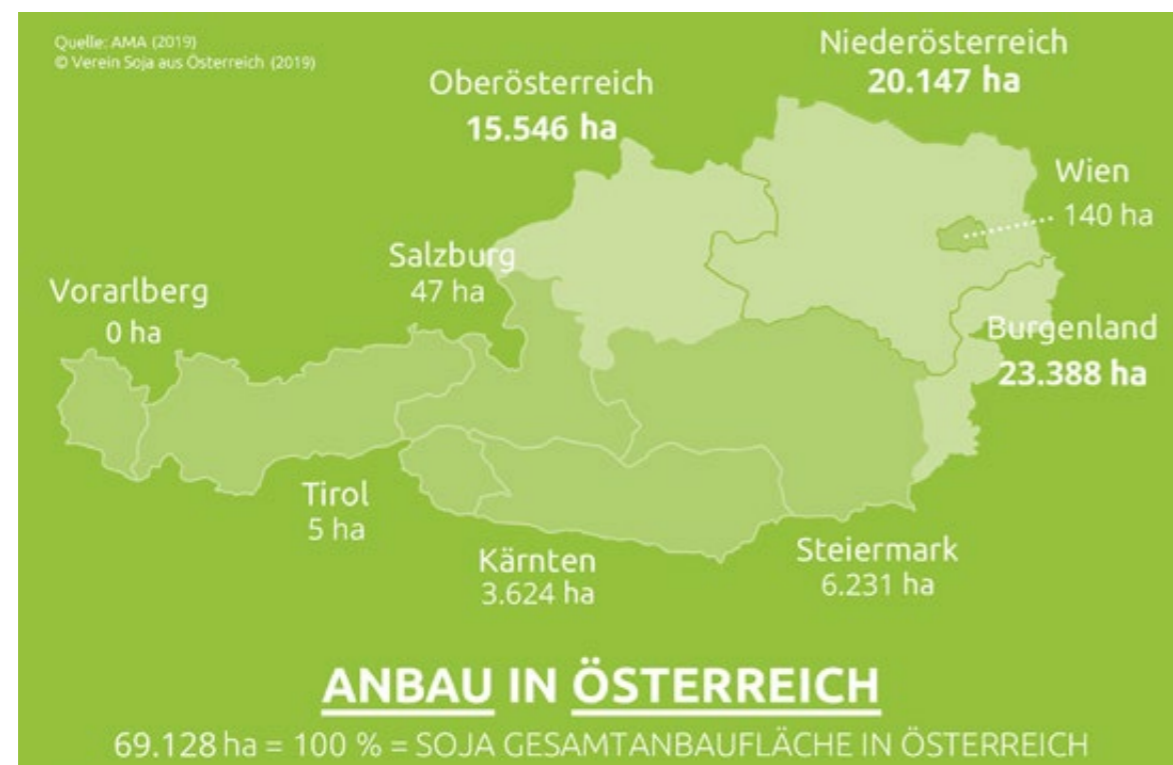 Quelle: AMA (2019)
© Verein Soja aus Österreich (2019)
Niederösterreich
20.147 ha
Oberösterreich
15.546 ha
Wien
140 ha
Salzburg
47 ha
Vorarlberg
0 ha
Burgenland
23.388 ha
Tirol
5 ha
Kärnten
3.624 ha
Steiermark
6.231 ha
ANBAU IN ÖSTERREICH
69.128 ha = 100 % = SOJA GESAMTANBAUFLÄCHE IN ÖSTERREICH